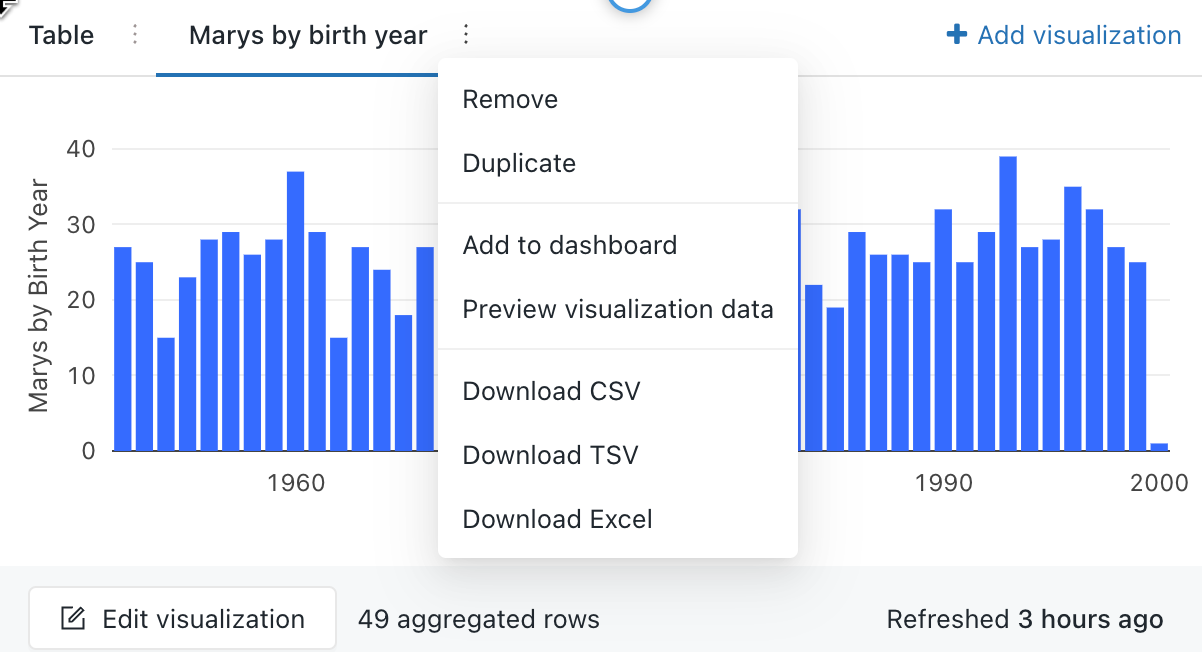 Table
Marys by birth year
Add visualization
Remove
Duplicate
Add to dashboard
Preview visualization data
Download CSV
Download TSV
Download Excel
Marys by Birth Year
40
30
20
10
0
1960
1990
2000
Edit visualization
49 aggregated rows
Refreshed 3 hours ago